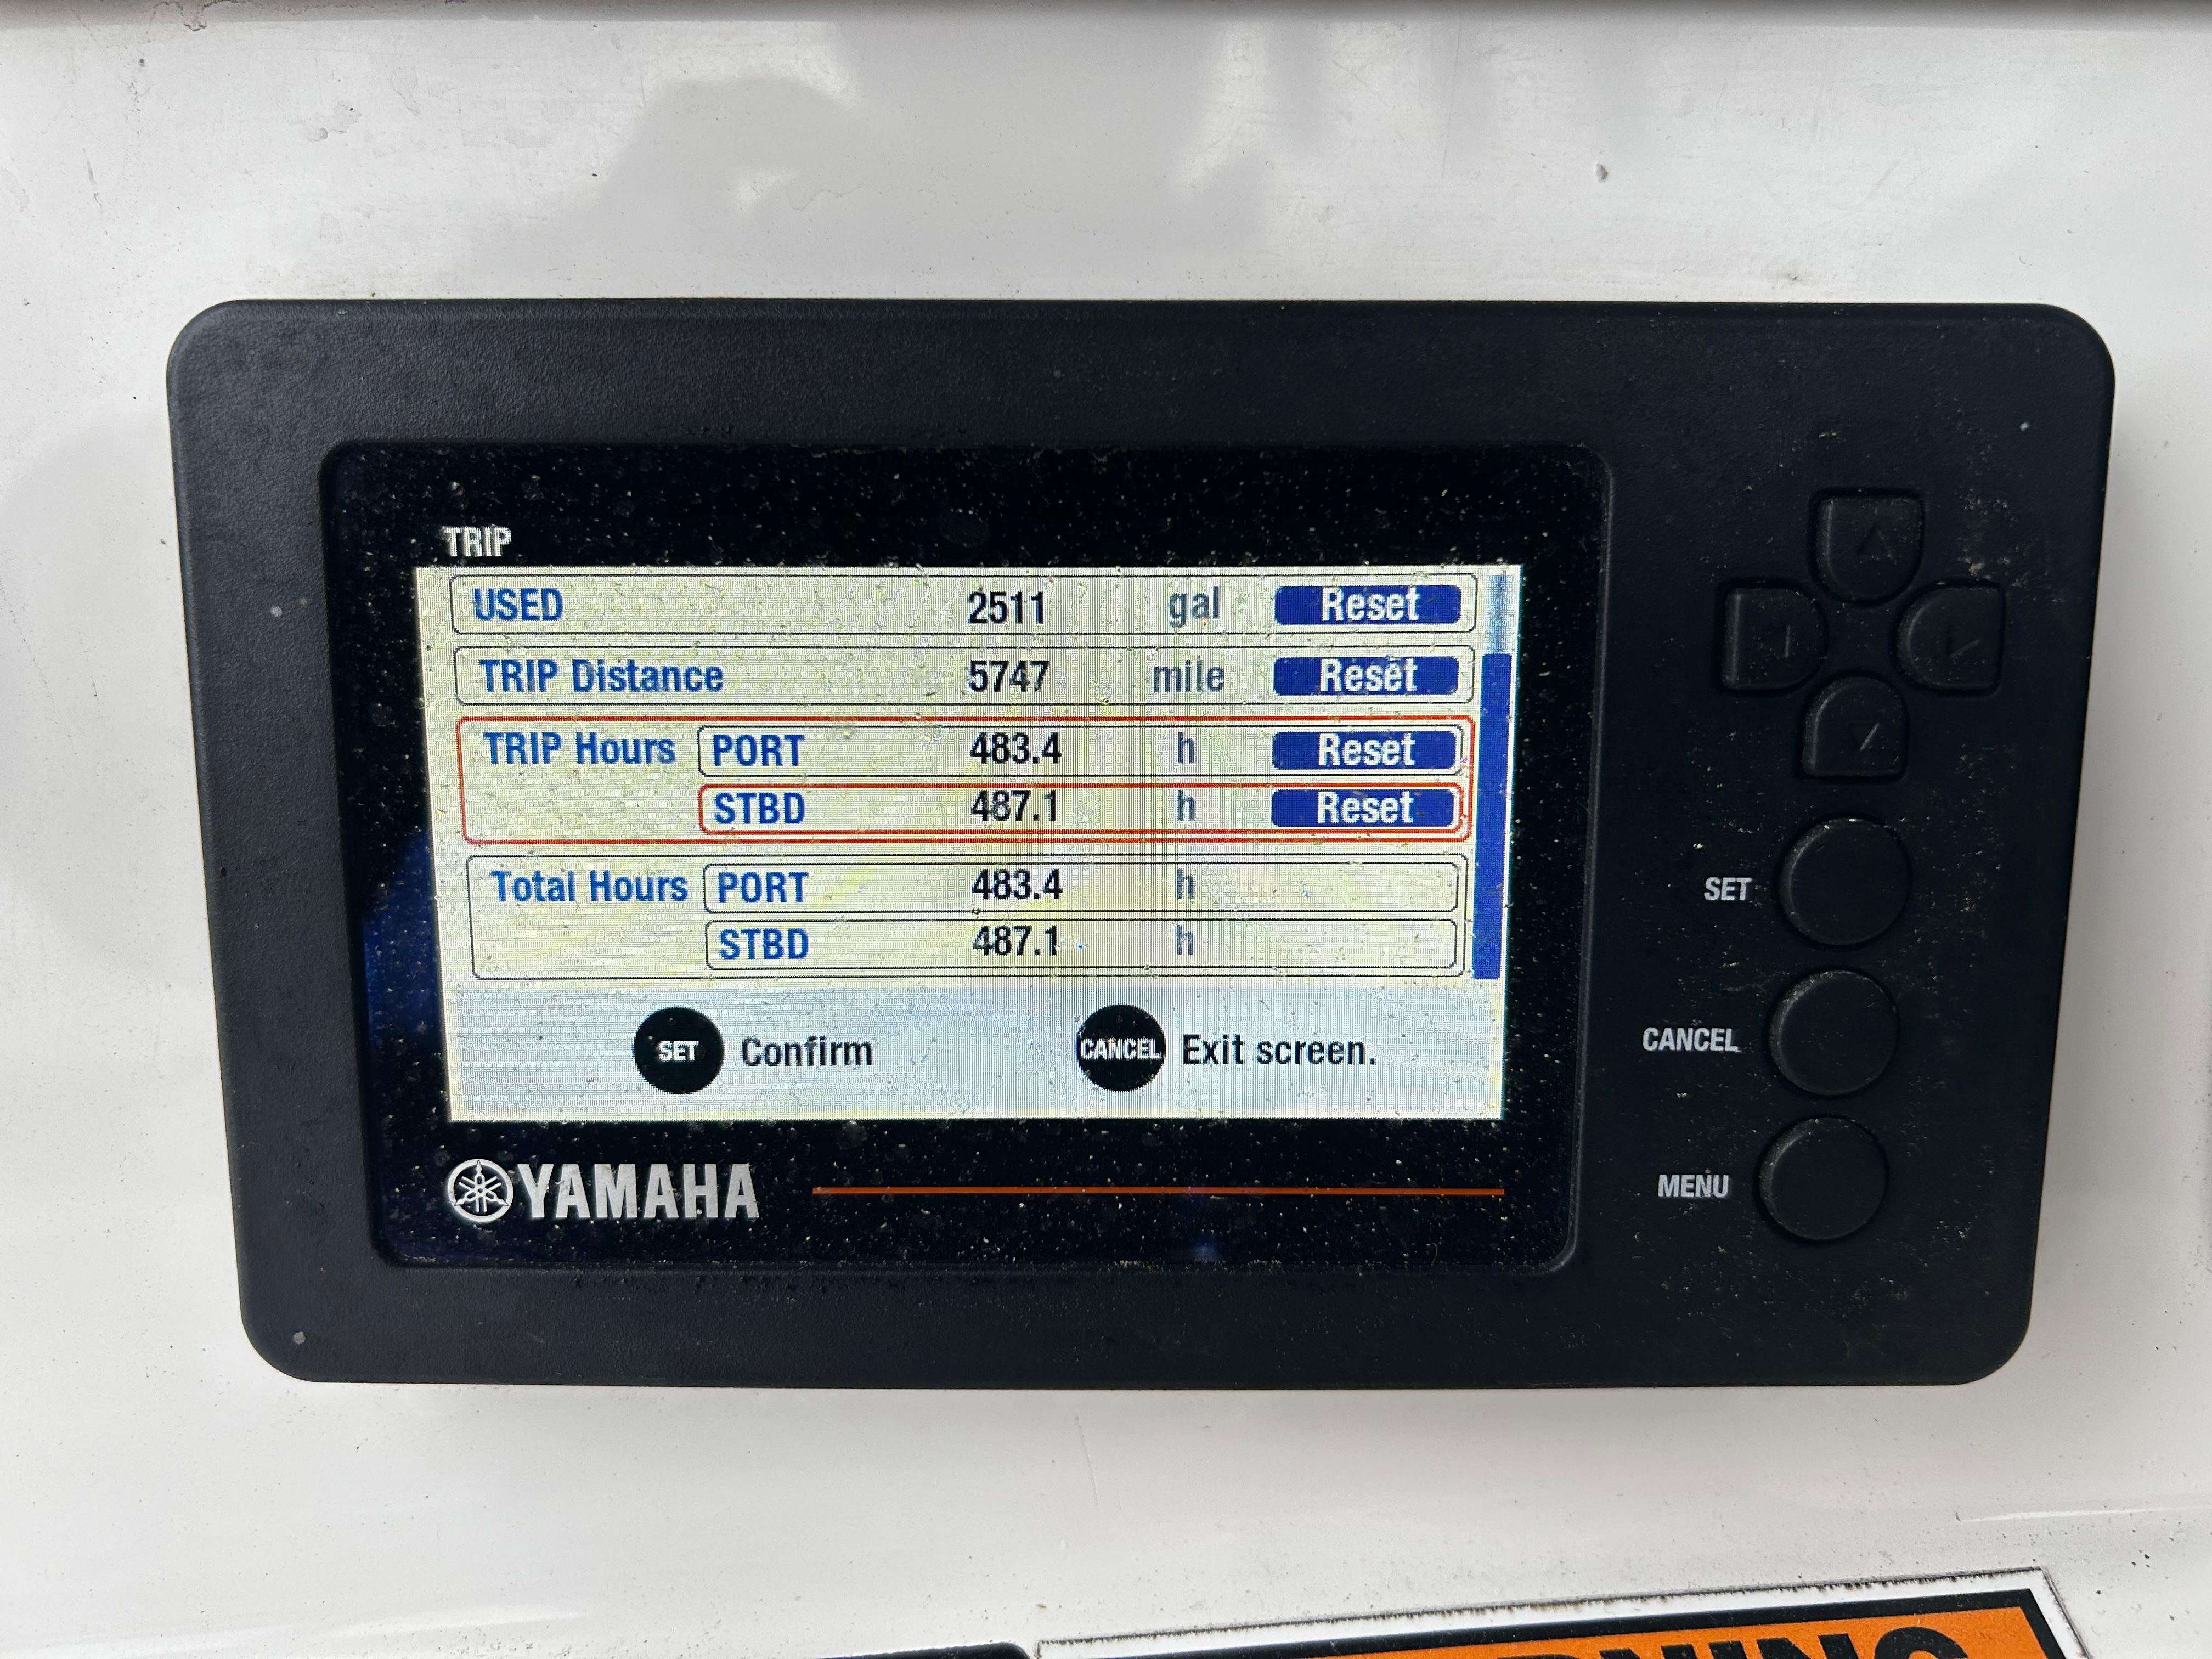 TRIP
USED 2511 gal Reset
TRIP Distance 5747 mile Reset
TRIP Hours PORT 483.4 h Reset
STBD 487.1 h Reset
Total Hours PORT 483.4 h
STBD 487.1 h
SET Confirm CANCEL Exit screen.
YAMAHA
SET
CANCEL
MENU